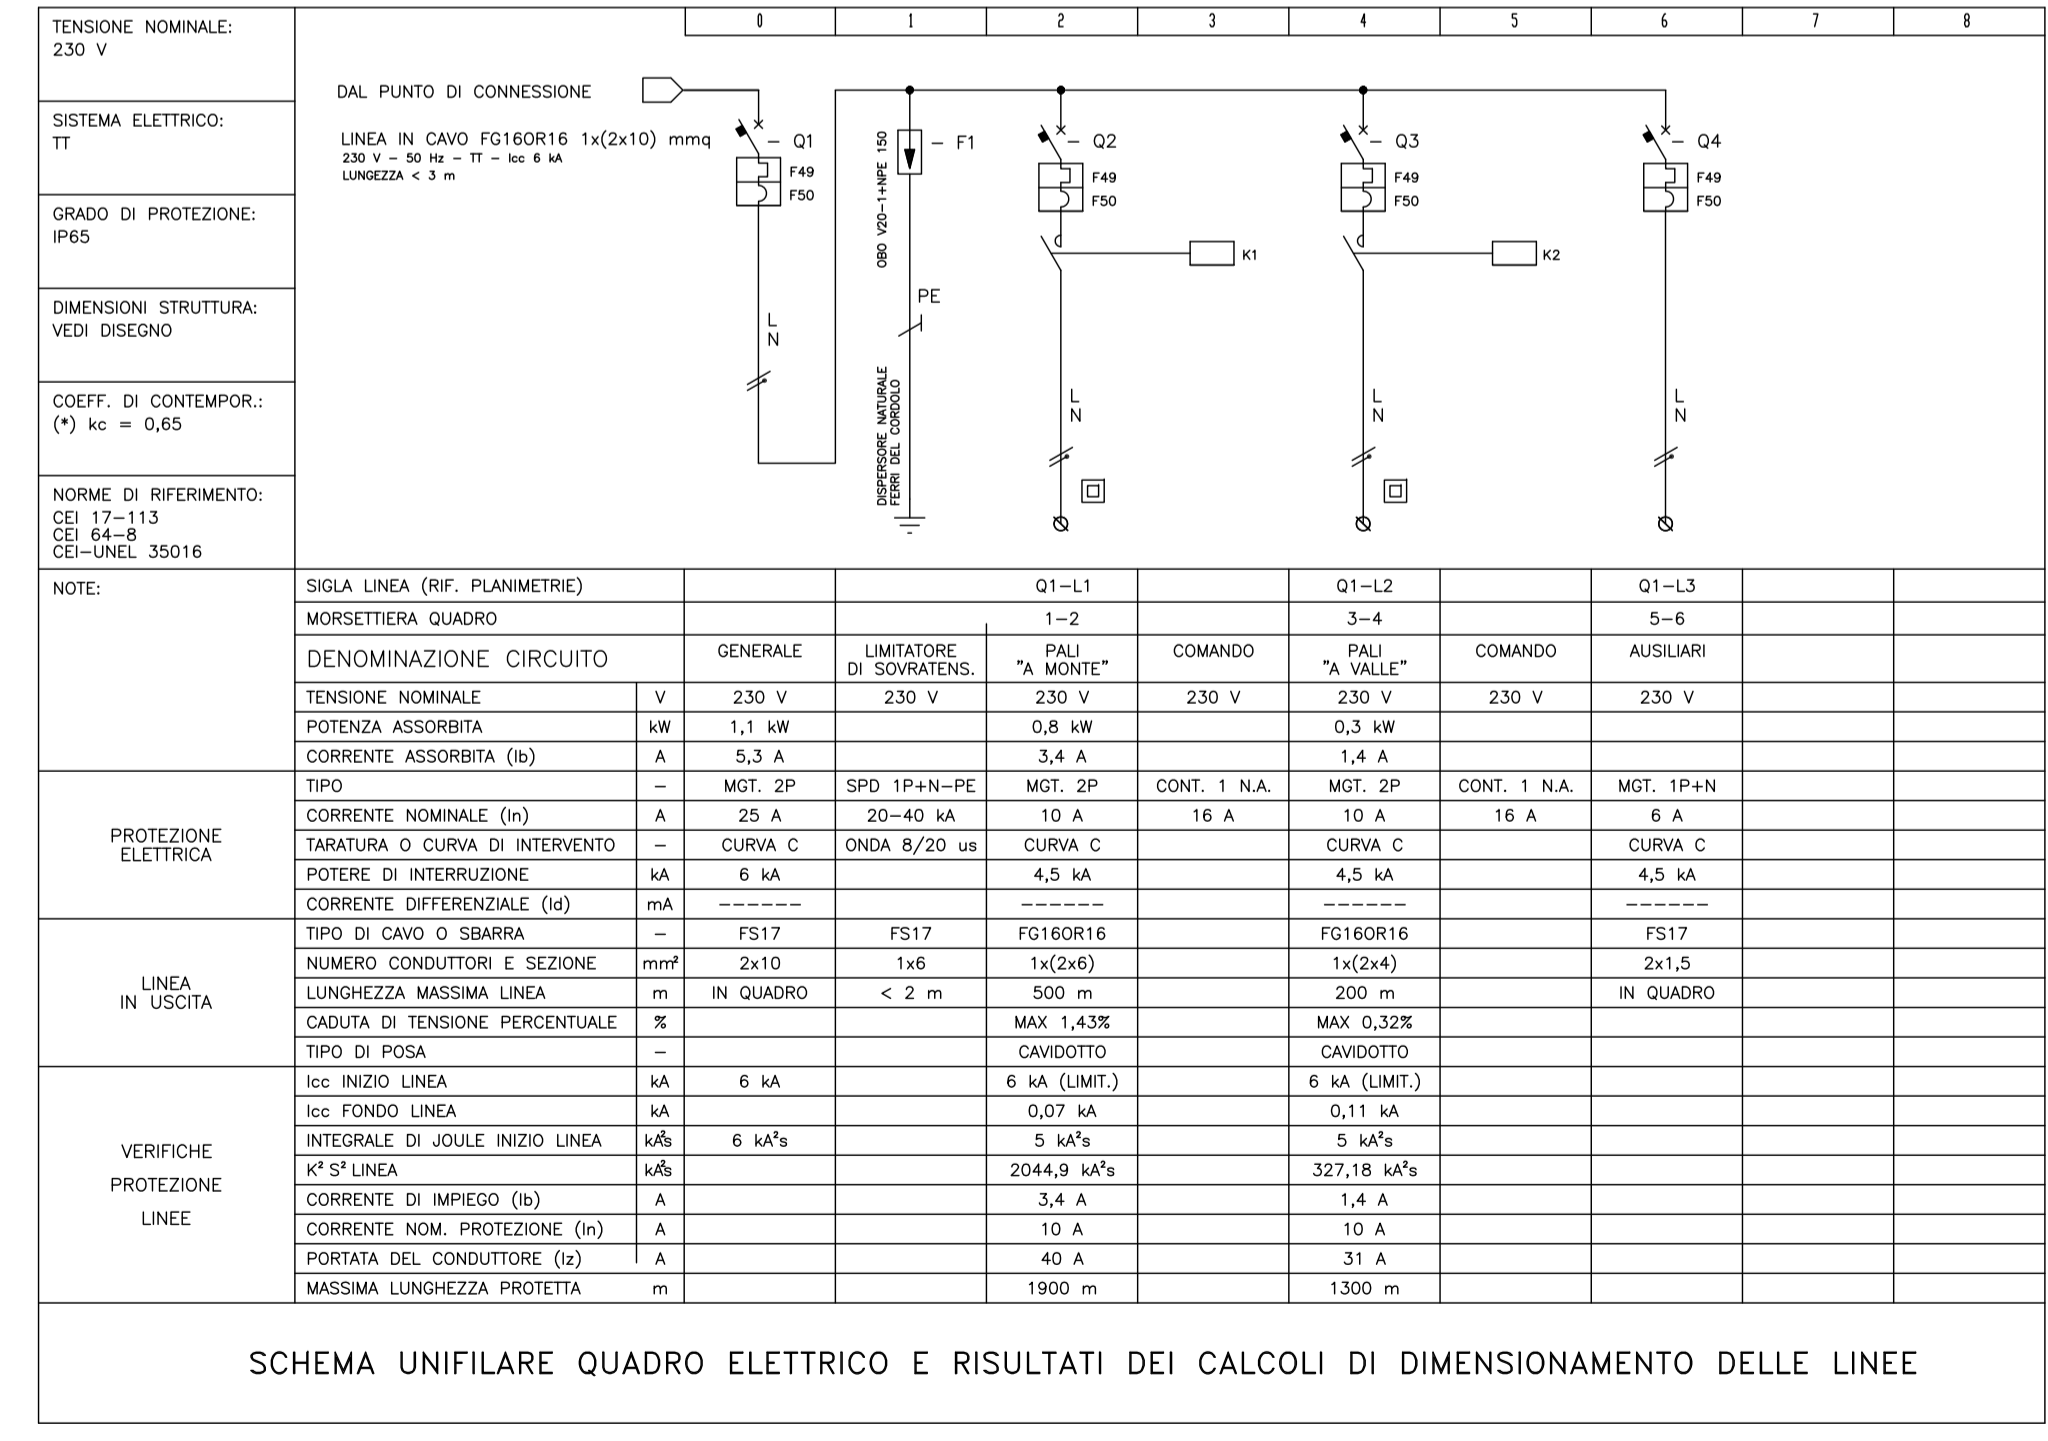 TENSIONE NOMINALE:
230 V
SISTEMA ELETTRICO:
TT
GRADO DI PROTEZIONE:
IP65
DIMENSIONI STRUTTURA:
VEDI DISEGNO
COEFF. DI CONTEMPOR.:
(*) kc = 0,65
NORME DI RIFERIMENTO:
CEI 17-113
CEI 64-8
CEI-UNEL 35016
0 1 2 3 4 5 6 7 8
DAL PUNTO DI CONNESSIONE
LINEA IN CAVO FG16OR16 1x(2x10) mmq
230 V - 50 Hz - TT - Icc 6 kA
LUNGEZZA < 3 m
- Q1
F49
F50
L
N
- F1
OBO V20-1+NPE 150
PE
DISPERSORE NATURALE
FERRI DEL CORDOLO
- Q2
F49
F50
K1
L
N
- Q3
F49
F50
K2
L
N
- Q4
F49
F50
L
N
NOTE:
SIGLA LINEA (RIF. PLANIMETRIE) Q1-L1 Q1-L2 Q1-L3
MORSETTIERA QUADRO 1-2 3-4 5-6
DENOMINAZIONE CIRCUITO
GENERALE
LIMITATORE
DI SOVRATENS.
PALI
"A MONTE"
COMANDO
PALI
"A VALLE"
COMANDO
AUSILIARI
TENSIONE NOMINALE V 230 V 230 V 230 V 230 V 230 V 230 V 230 V
POTENZA ASSORBITA kW 1,1 kW 0,8 kW 0,3 kW
CORRENTE ASSORBITA (Ib) A 5,3 A 3,4 A 1,4 A
PROTEZIONE
ELETTRICA
TIPO - MGT. 2P SPD 1P+N-PE MGT. 2P CONT. 1 N.A. MGT. 2P CONT. 1 N.A. MGT. 1P+N
CORRENTE NOMINALE (In) A 25 A 20-40 kA 10 A 16 A 10 A 16 A 6 A
TARATURA O CURVA DI INTERVENTO - CURVA C ONDA 8/20 us CURVA C CURVA C CURVA C
POTERE DI INTERRUZIONE kA 6 kA 4,5 kA 4,5 kA 4,5 kA
CORRENTE DIFFERENZIALE (Id) mA ------ ------ ------ ------
LINEA
IN USCITA
TIPO DI CAVO O SBARRA - FS17 FS17 FG16OR16 FG16OR16 FS17
NUMERO CONDUTTORI E SEZIONE mm² 2x10 1x6 1x(2x6) 1x(2x4) 2x1,5
LUNGHEZZA MASSIMA LINEA m IN QUADRO < 2 m 500 m 200 m IN QUADRO
CADUTA DI TENSIONE PERCENTUALE % MAX 1,43% MAX 0,32%
TIPO DI POSA - CAVIDOTTO CAVIDOTTO
VERIFICHE
PROTEZIONE
LINEE
Icc INIZIO LINEA kA 6 kA 6 kA (LIMIT.) 6 kA (LIMIT.)
Icc FONDO LINEA kA 0,07 kA 0,11 kA
INTEGRALE DI JOULE INIZIO LINEA kA²s 6 kA²s 5 kA²s 5 kA²s
K² S² LINEA kA²s 2044,9 kA²s 327,18 kA²s
CORRENTE DI IMPIEGO (Ib) A 3,4 A 1,4 A
CORRENTE NOM. PROTEZIONE (In) A 10 A 10 A
PORTATA DEL CONDUTTORE (Iz) A 40 A 31 A
MASSIMA LUNGHEZZA PROTETTA m 1900 m 1300 m
SCHEMA UNIFILARE QUADRO ELETTRICO E RISULTATI DEI CALCOLI DI DIMENSIONAMENTO DELLE LINEE